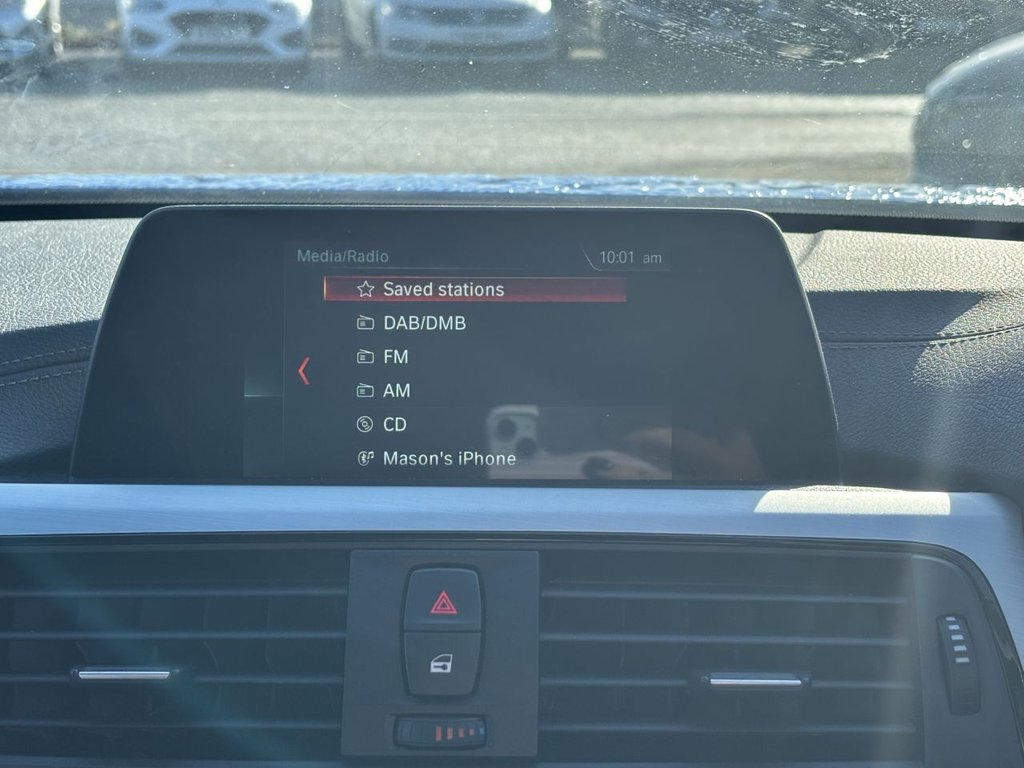 Media/Radio 10:01 am
Saved stations
DAB/DMB
FM
AM
CD
Mason's iPhone